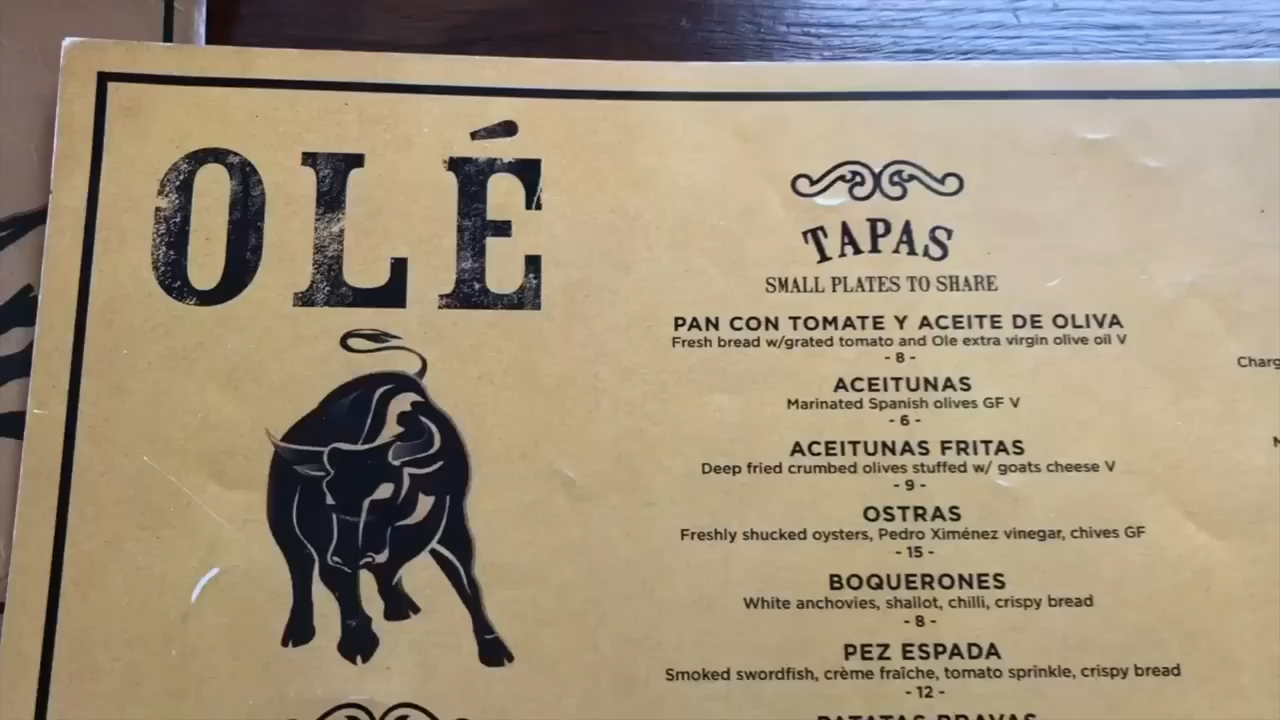 OLÉ
TAPAS
SMALL PLATES TO SHARE
PAN CON TOMATE Y ACEITE DE OLIVA
Fresh bread w/grated tomato and Ole extra virgin olive oil V
- 8 -
ACEITUNAS
Marinated Spanish olives GF V
- 6 -
ACEITUNAS FRITAS
Deep fried crumbed olives stuffed w/ goats cheese V
- 9 -
OSTRAS
Freshly shucked oysters, Pedro Ximénez vinegar, chives GF
- 15 -
BOQUERONES
White anchovies, shallot, chilli, crispy bread
- 8 -
PEZ ESPADA
Smoked swordfish, crème fraîche, tomato sprinkle, crispy bread
- 12 -
PATATAS BRAVAS